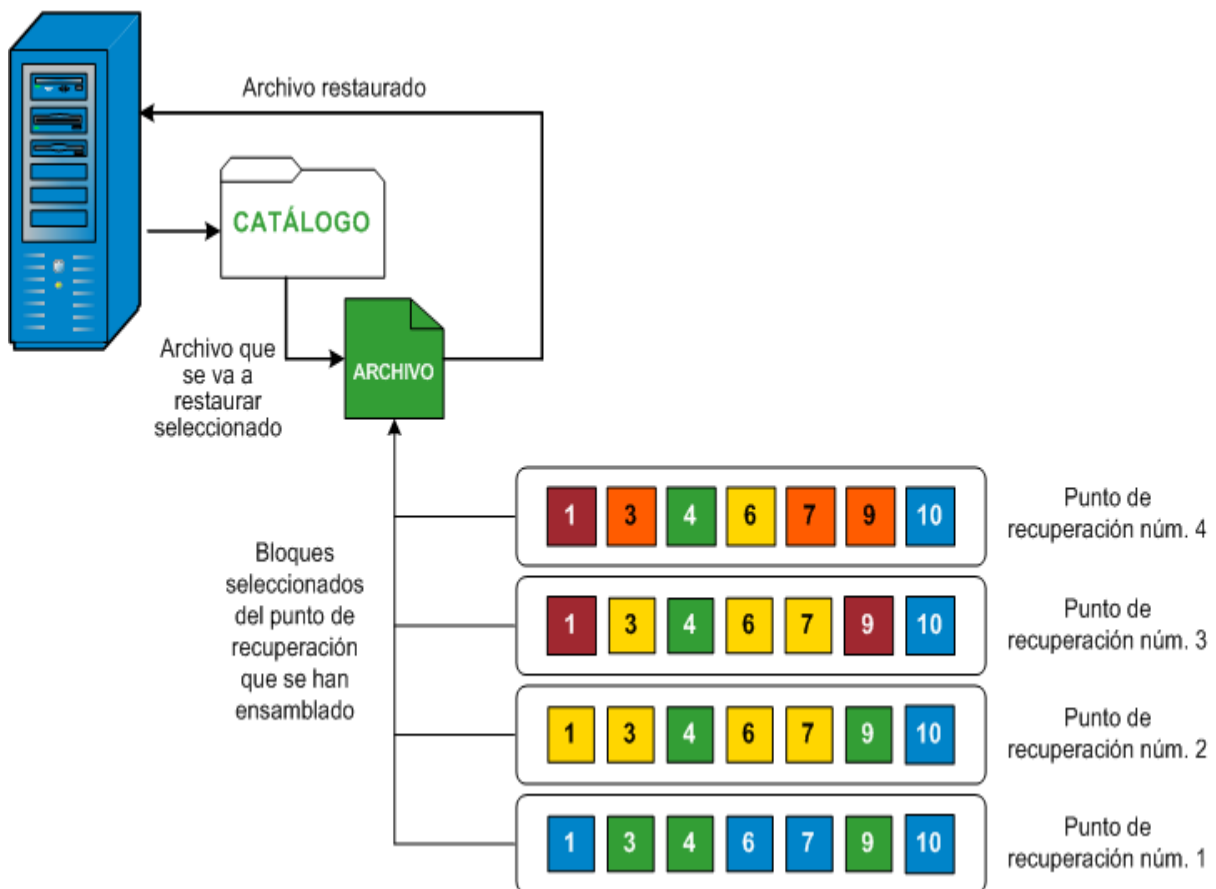 Archivo restaurado
CATÁLOGO
Archivo que
se va a
restaurar
seleccionado
ARCHIVO
Bloques
seleccionados
del punto de
recuperación
que se han
ensamblado
1 3 4 6 7 9 10
Punto de
recuperación núm. 4
1 3 4 6 7 9 10
Punto de
recuperación núm. 3
1 3 4 6 7 9 10
Punto de
recuperación núm. 2
1 3 4 6 7 9 10
Punto de
recuperación núm. 1